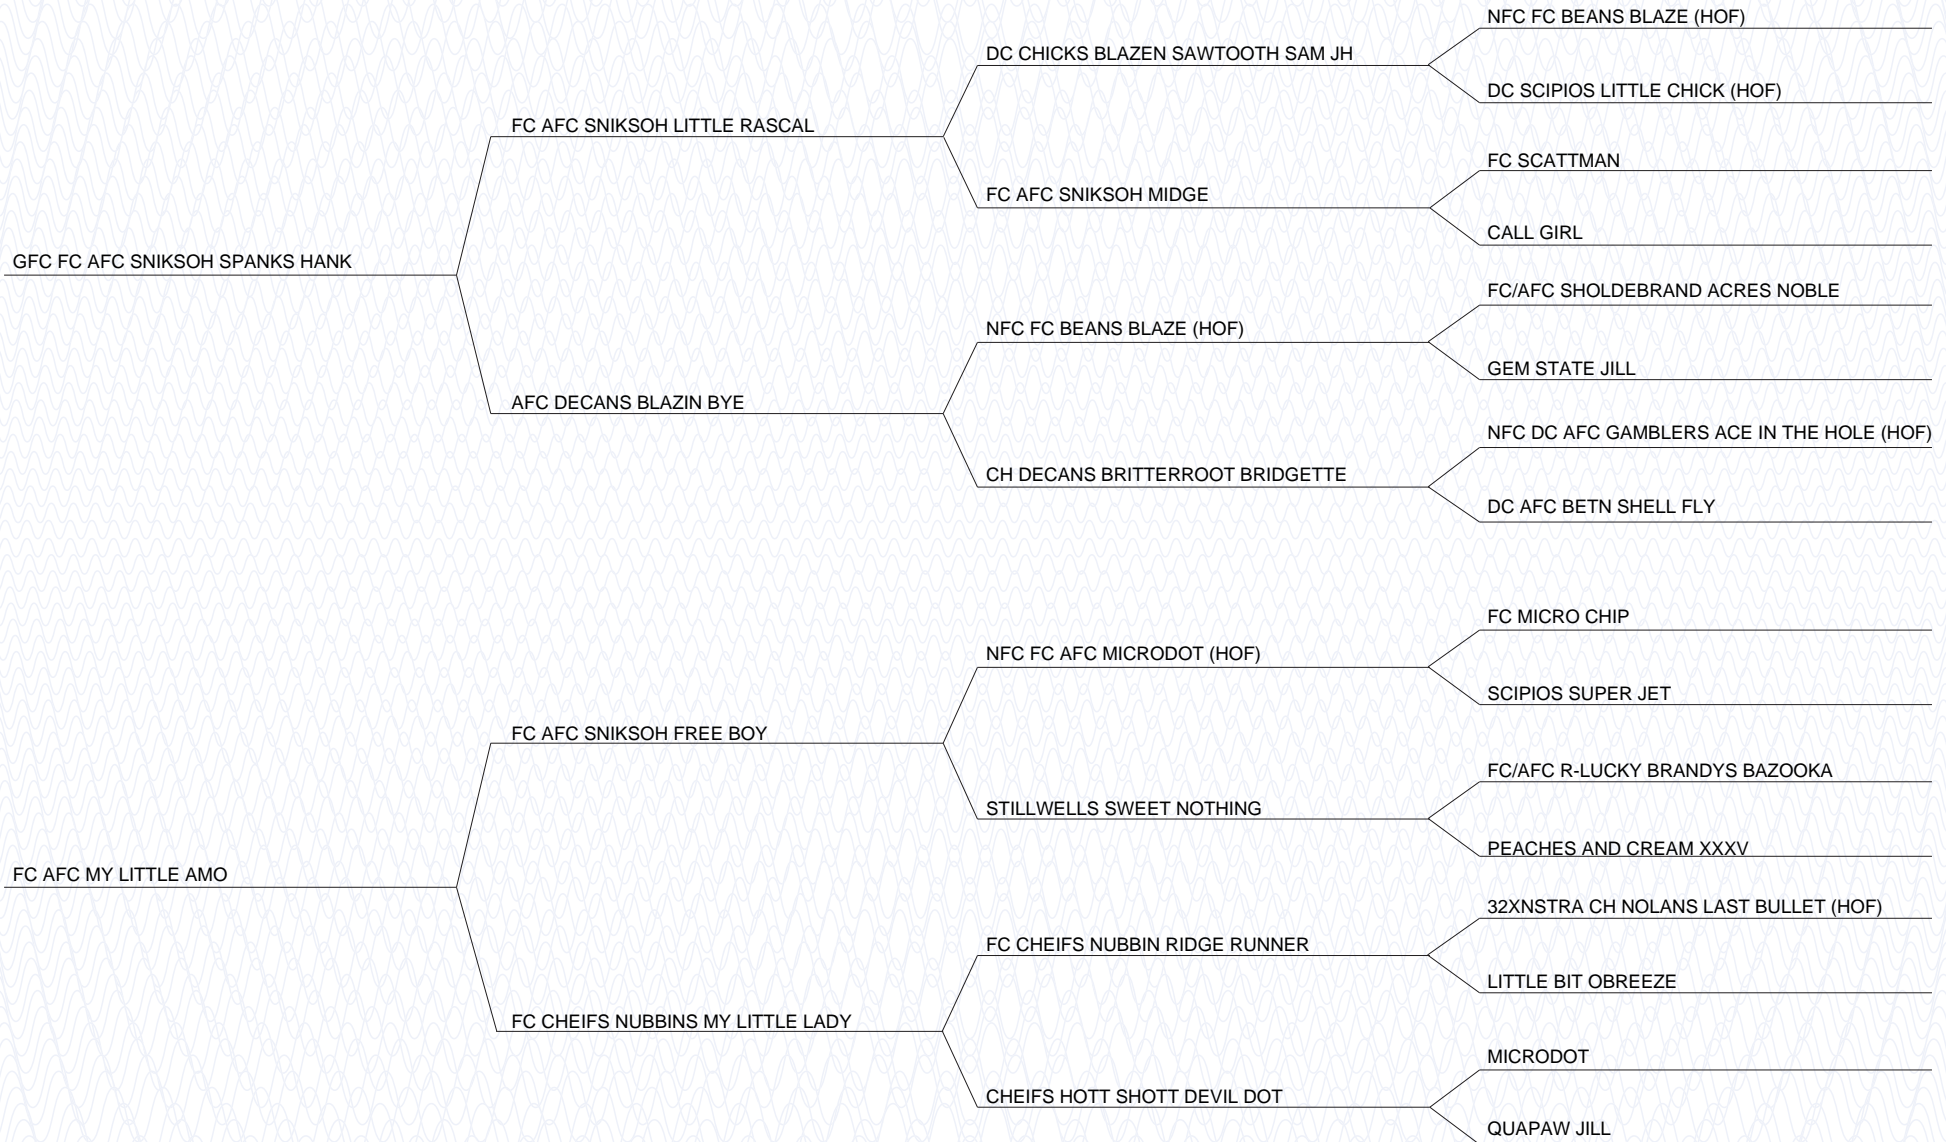 NFC FC BEANS BLAZE (HOF)
DC CHICKS BLAZEN SAWTOOTH SAM JH
DC SCIPIOS LITTLE CHICK (HOF)
FC AFC SNIKSOH LITTLE RASCAL
FC SCATTMAN
FC AFC SNIKSOH MIDGE
CALL GIRL
GFC FC AFC SNIKSOH SPANKS HANK
FC/AFC SHOLDEBRAND ACRES NOBLE
NFC FC BEANS BLAZE (HOF)
GEM STATE JILL
AFC DECANS BLAZIN BYE
NFC DC AFC GAMBLERS ACE IN THE HOLE (HOF)
CH DECANS BRITTERROOT BRIDGETTE
DC AFC BETN SHELL FLY
FC MICRO CHIP
NFC FC AFC MICRODOT (HOF)
SCIPIOS SUPER JET
FC AFC SNIKSOH FREE BOY
FC/AFC R-LUCKY BRANDYS BAZOOKA
STILLWELLS SWEET NOTHING
PEACHES AND CREAM XXXV
FC AFC MY LITTLE AMO
32XNSTRA CH NOLANS LAST BULLET (HOF)
FC CHEIFS NUBBIN RIDGE RUNNER
LITTLE BIT OBREEZE
FC CHEIFS NUBBINS MY LITTLE LADY
MICRODOT
CHEIFS HOTT SHOTT DEVIL DOT
QUAPAW JILL